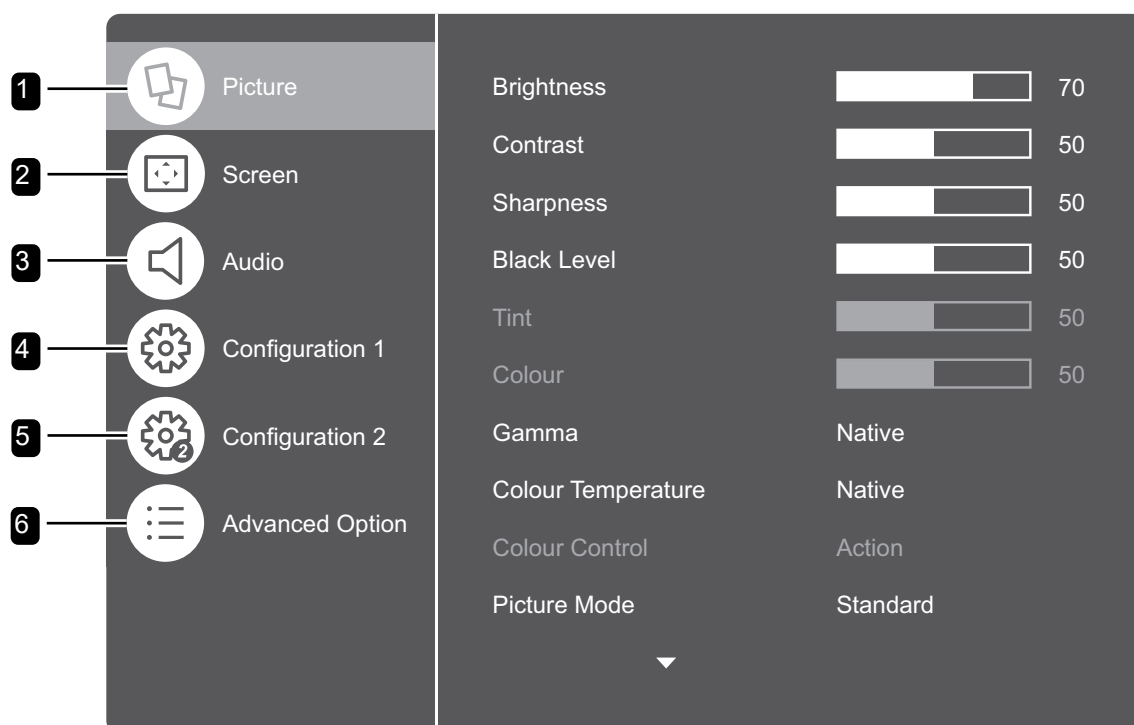 1 Picture
2 Screen
3 Audio
4 Configuration 1
5 Configuration 2
2
6 Advanced Option
Brightness 70
Contrast 50
Sharpness 50
Black Level 50
Tint 50
Colour 50
Gamma Native
Colour Temperature Native
Colour Control Action
Picture Mode Standard